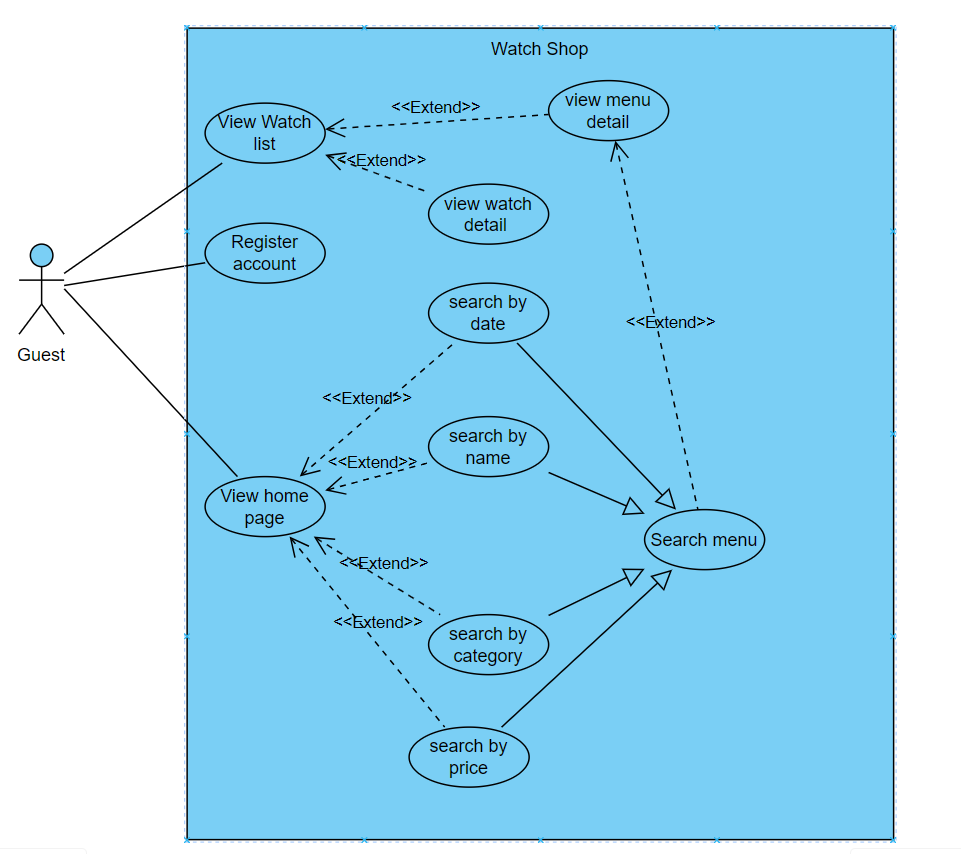 Watch Shop
<<Extend>>
view menu
detail
View Watch
list
<<Extend>>
view watch
detail
Register
account
search by
date
<<Extend>>
Guest
<<Extend>>
search by
name
<<Extend>>
View home
page
Search menu
<<Extend>>
<<Extend>>
search by
category
search by
price